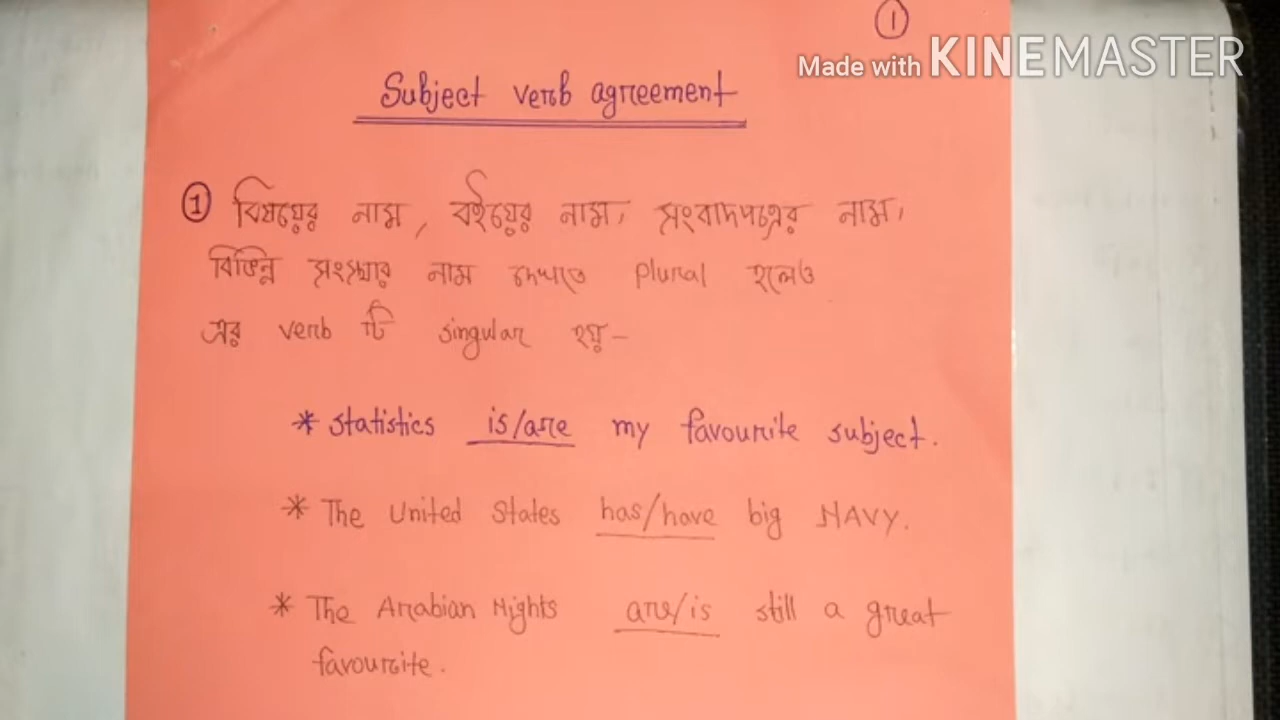 ①
Made with KINEMASTER
Subject verb agreement
① বিষয়ের নাম, বইয়ের নাম, সংবাদপত্রের নাম,
বিভিন্ন সংস্থার নাম দেখতে plural হলেও
এর verb টি singular হয় -
* Statistics is/are my favourite subject.
* The United States has/have big NAVY.
* The Arabian Nights are/is still a great
favourite.